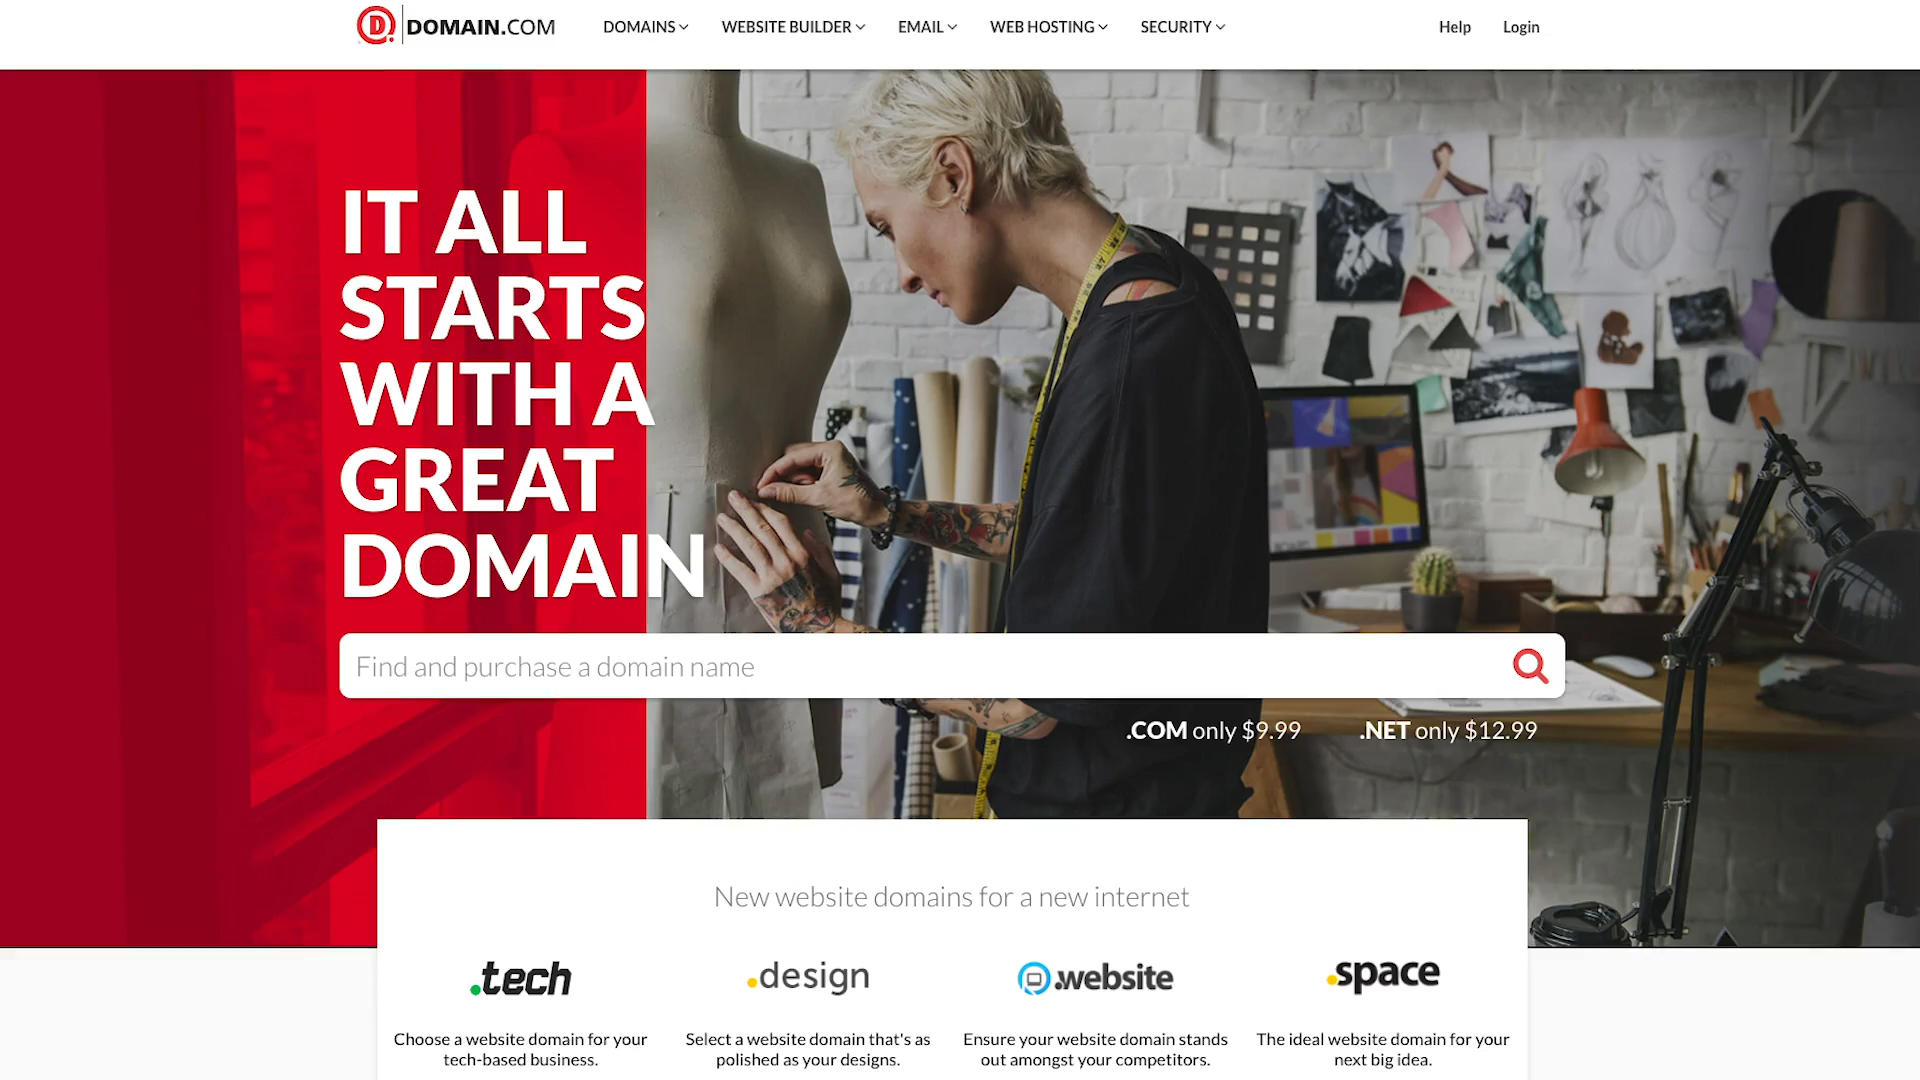 DOMAIN.COM
DOMAINS
WEBSITE BUILDER
EMAIL
WEB HOSTING
SECURITY
Help
Login
IT ALL
STARTS
WITH A
GREAT
DOMAIN
Find and purchase a domain name
.COM only $9.99
.NET only $12.99
New website domains for a new internet
.tech
Choose a website domain for your
tech-based business.
.design
Select a website domain that's as
polished as your designs.
.website
Ensure your website domain stands
out amongst your competitors.
.space
The ideal website domain for your
next big idea.